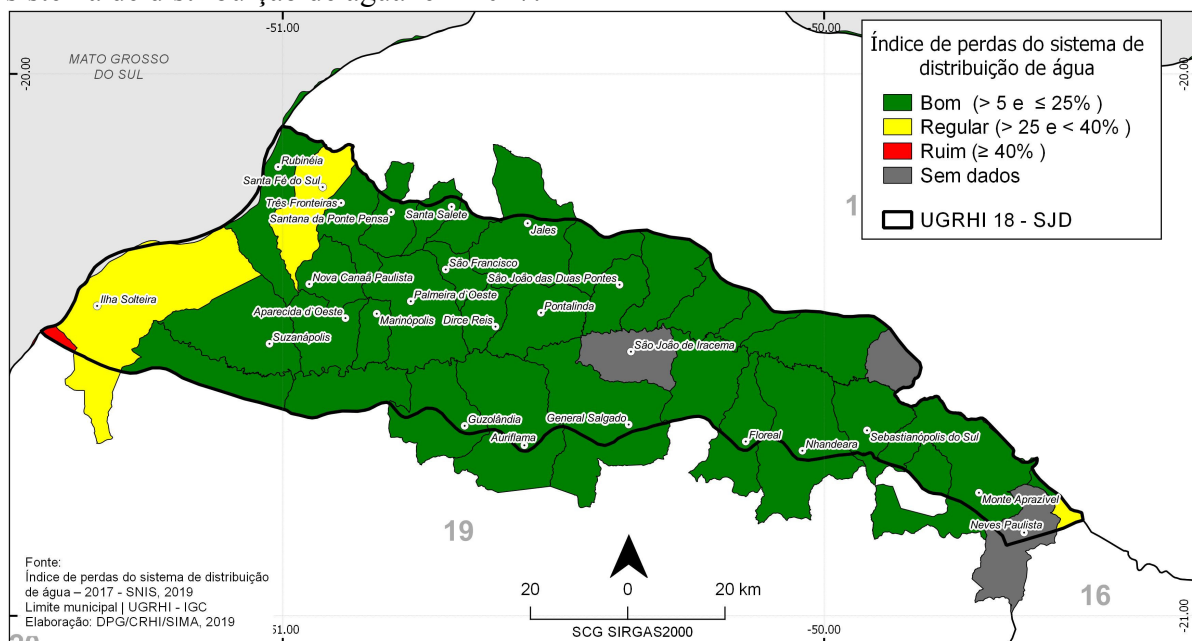 -51.00
-50.00
MATO GROSSO
DO SUL
-20.00
-20.00
Índice de perdas do sistema de
distribuição de água
Bom (> 5 e ≤ 25% )
Regular (> 25 e < 40% )
Ruim (≥ 40% )
Sem dados
UGRHI 18 - SJD
1
Rubinéia
Santa Fé do Sul
Três Fronteiras
Santana da Ponte Pensa
Santa Salete
Jales
São Francisco
Nova Canaã Paulista
São João das Duas Pontes
Ilha Solteira
Palmeira d'Oeste
Aparecida d'Oeste
Marinópolis
Dirce Reis
Pontalinda
Suzanápolis
São João de Iracema
Guzolândia
General Salgado
Auriflama
Floreal
Nhandeara
Sebastianópolis do Sul
Monte Aprazível
Neves Paulista
19
16
Fonte:
Índice de perdas do sistema de distribuição
de água – 2017 - SNIS, 2019
Limite municipal | UGRHI - IGC
Elaboração: DPG/CRHI/SIMA, 2019
20 0 20 km
SCG SIRGAS2000
-51.00
-50.00
-21.00